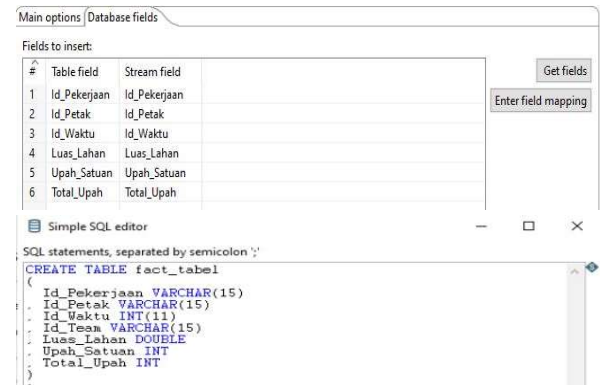 Main options Database fields
Fields to insert:
# Table field Stream field
Get fields
1 Id_Pekerjaan Id_Pekerjaan
Enter field mapping
2 Id_Petak Id_Petak
3 Id_Waktu Id_Waktu
4 Luas_Lahan Luas_Lahan
5 Upah_Satuan Upah_Satuan
6 Total_Upah Total_Upah
Simple SQL editor
SQL statements, separated by semicolon ';'
CREATE TABLE fact_tabel
(
Id_Pekerjaan VARCHAR(15)
, Id_Petak VARCHAR(15)
, Id_Waktu INT(11)
, Id_Team VARCHAR(15)
, Luas_Lahan DOUBLE
, Upah_Satuan INT
, Total_Upah INT
)